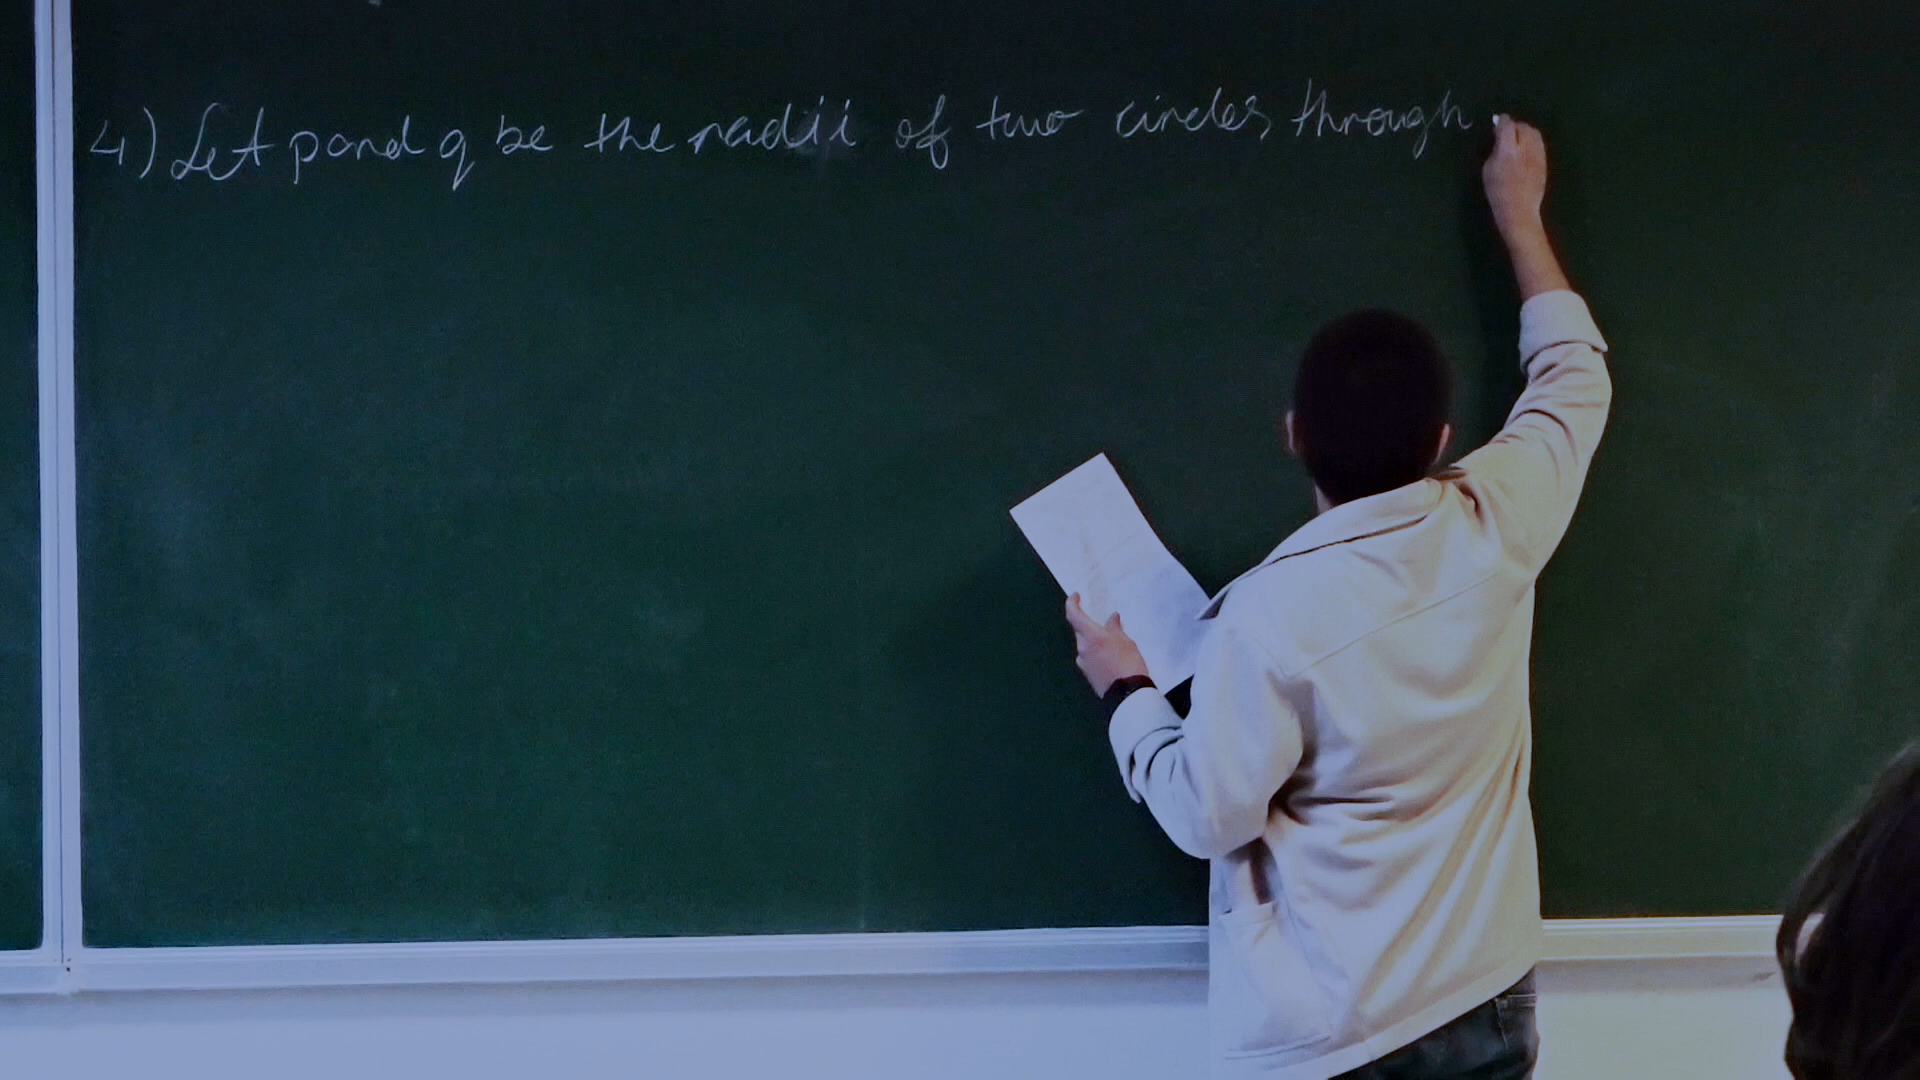 4) Let p and q be the radii of two circles through